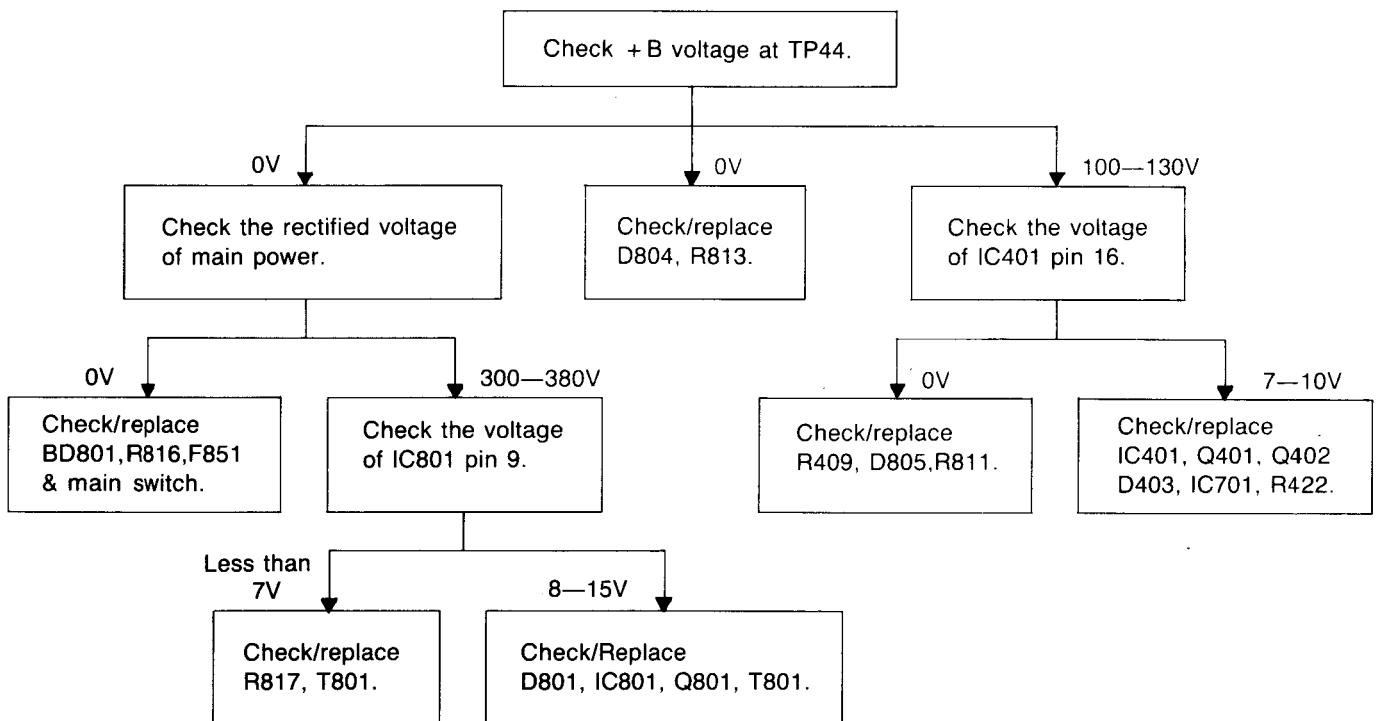 Check +B voltage at TP44.
0V
0V
100—130V
Check the rectified voltage
of main power.
Check/replace
D804, R813.
Check the voltage
of IC401 pin 16.
0V
300—380V
0V
7—10V
Check/replace
BD801,R816,F851
& main switch.
Check the voltage
of IC801 pin 9.
Check/replace
R409, D805,R811.
Check/replace
IC401, Q401, Q402
D403, IC701, R422.
Less than
7V
8—15V
Check/replace
R817, T801.
Check/Replace
D801, IC801, Q801, T801.